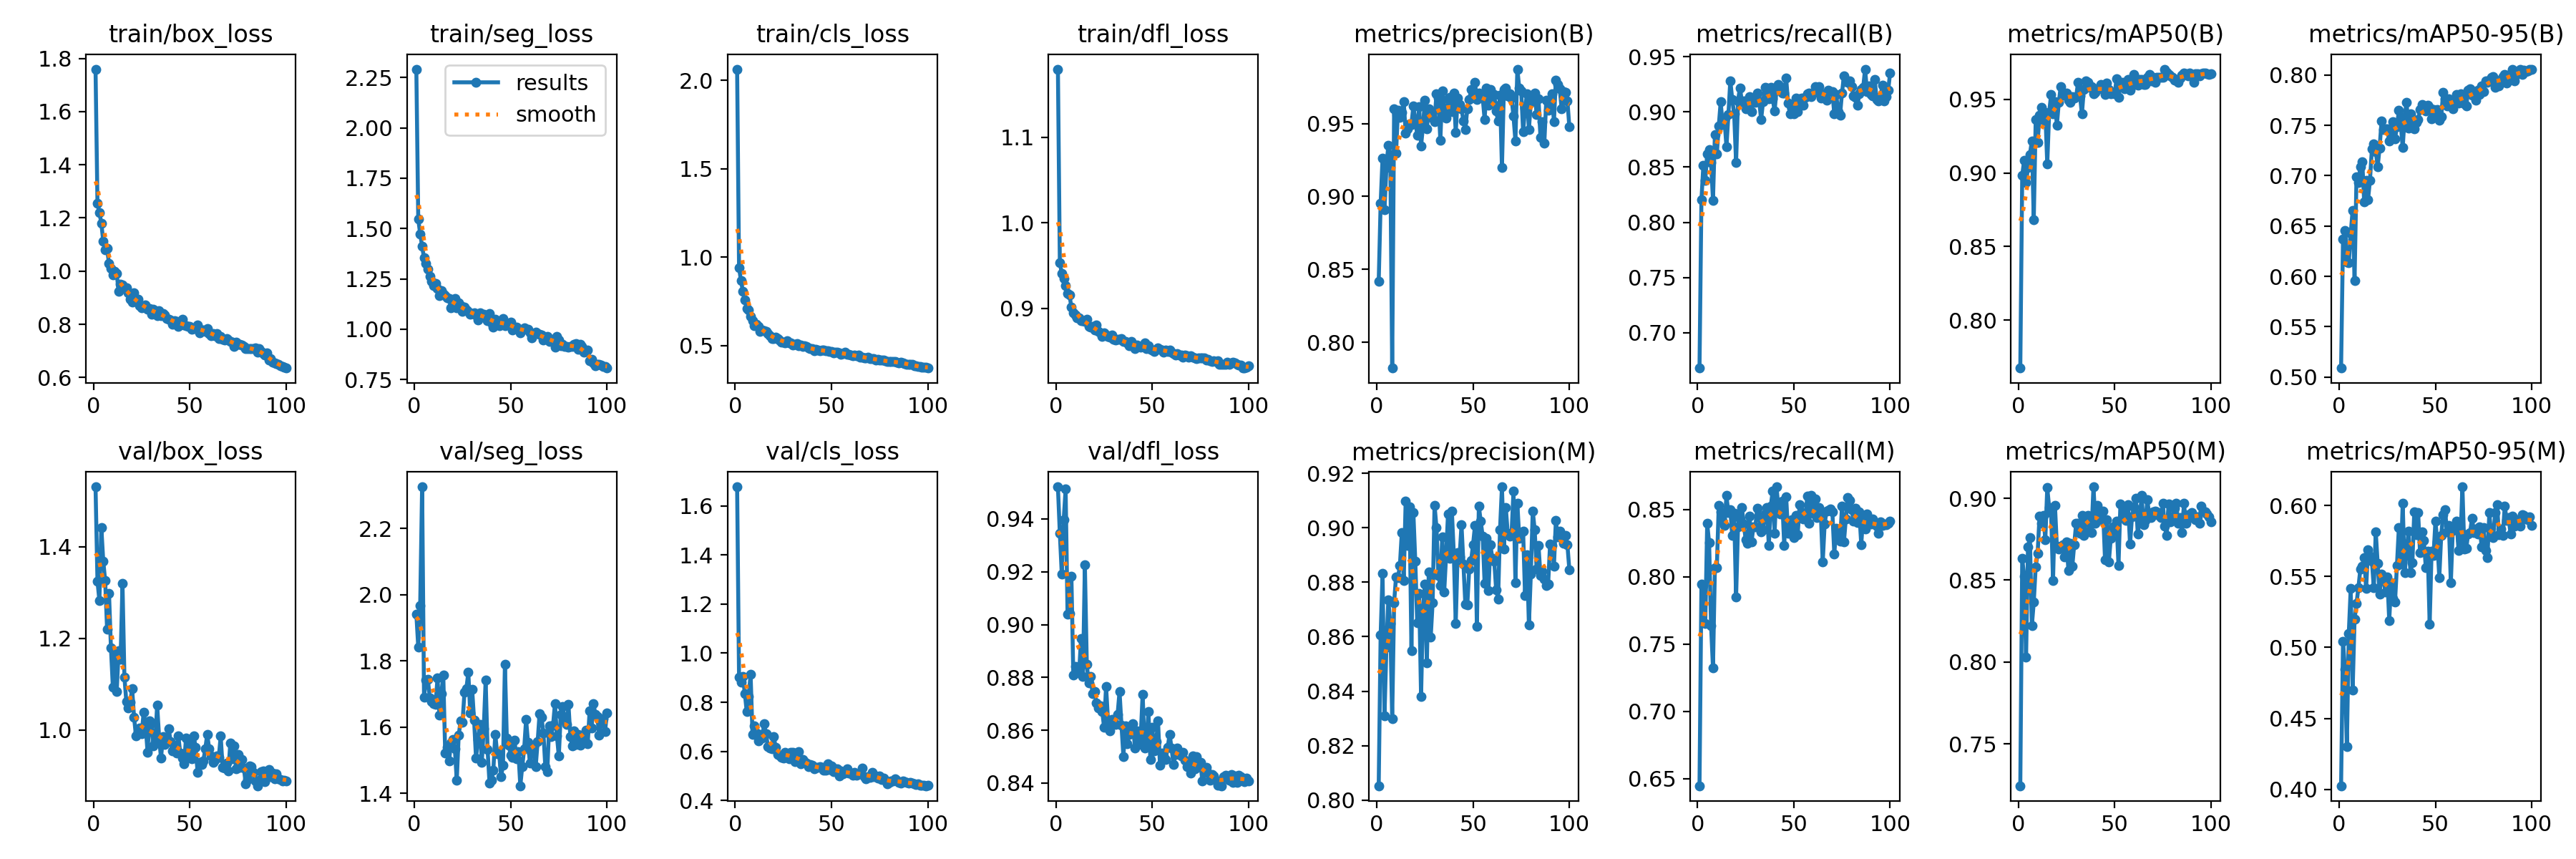 train/box_loss
train/seg_loss
train/cls_loss
train/dfl_loss
metrics/precision(B)
metrics/recall(B)
metrics/mAP50(B)
metrics/mAP50-95(B)
1.8
1.6
1.4
1.2
1.0
0.8
0.6
0 50 100
2.25
2.00
1.75
1.50
1.25
1.00
0.75
0 50 100
results
smooth
2.0
1.5
1.0
0.5
0 50 100
1.1
1.0
0.9
0 50 100
0.95
0.90
0.85
0.80
0 50 100
0.95
0.90
0.85
0.80
0.75
0.70
0 50 100
0.95
0.90
0.85
0.80
0 50 100
0.80
0.75
0.70
0.65
0.60
0.55
0.50
0 50 100
val/box_loss
val/seg_loss
val/cls_loss
val/dfl_loss
metrics/precision(M)
metrics/recall(M)
metrics/mAP50(M)
metrics/mAP50-95(M)
1.4
1.2
1.0
0 50 100
2.2
2.0
1.8
1.6
1.4
0 50 100
1.6
1.4
1.2
1.0
0.8
0.6
0.4
0 50 100
0.94
0.92
0.90
0.88
0.86
0.84
0 50 100
0.92
0.90
0.88
0.86
0.84
0.82
0.80
0 50 100
0.85
0.80
0.75
0.70
0.65
0 50 100
0.90
0.85
0.80
0.75
0 50 100
0.60
0.55
0.50
0.45
0.40
0 50 100